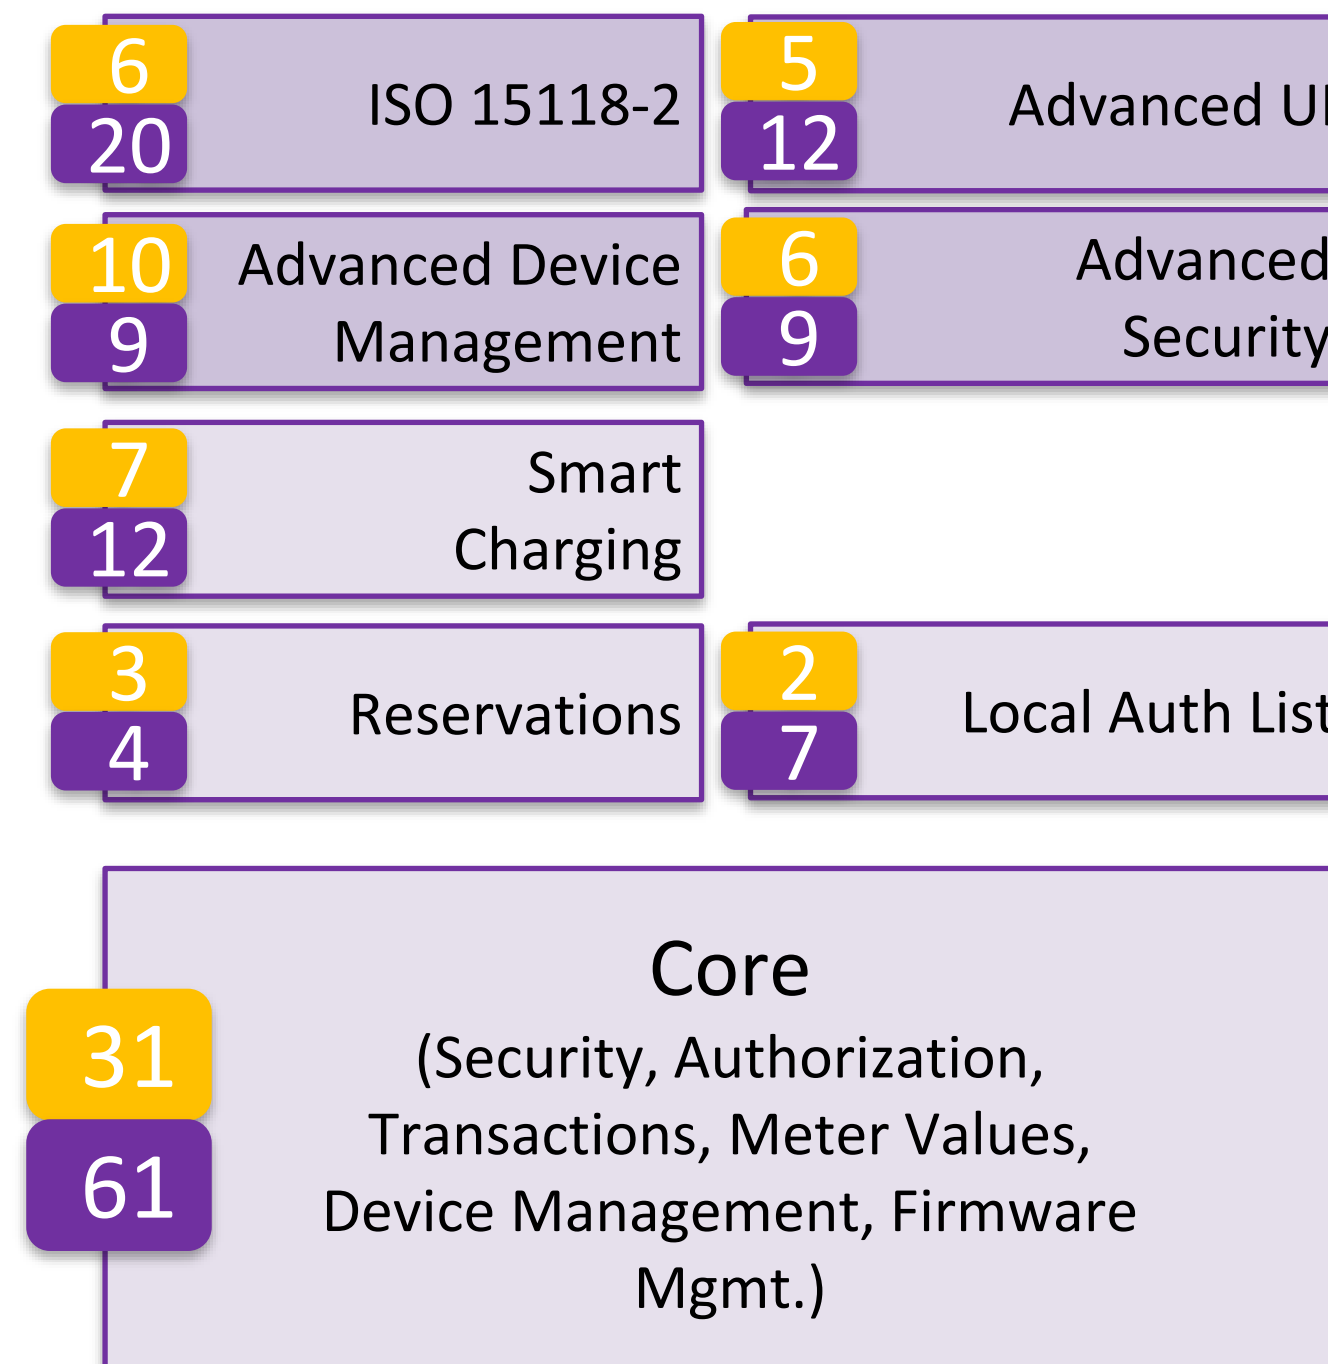 6
20
ISO 15118-2
5
12
Advanced UI
10
9
Advanced Device
Management
6
9
Advanced
Security
7
12
Smart
Charging
3
4
Reservations
2
7
Local Auth List
31
61
Core
(Security, Authorization,
Transactions, Meter Values,
Device Management, Firmware
Mgmt.)